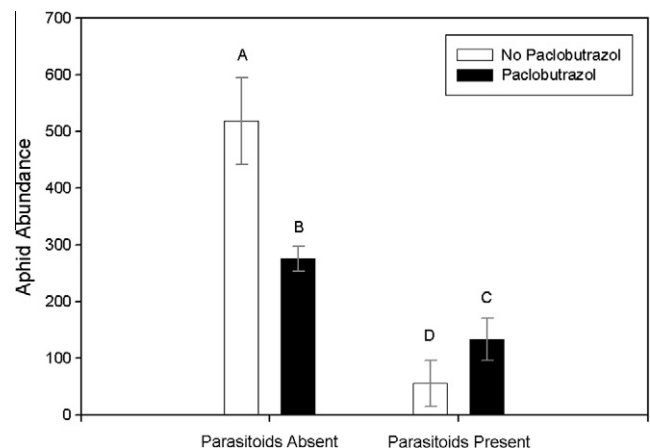 700
600
500
400
300
200
100
0
Aphid Abundance
A
B
D
C
No Paclobutrazol
Paclobutrazol
Parasitoids Absent
Parasitoids Present